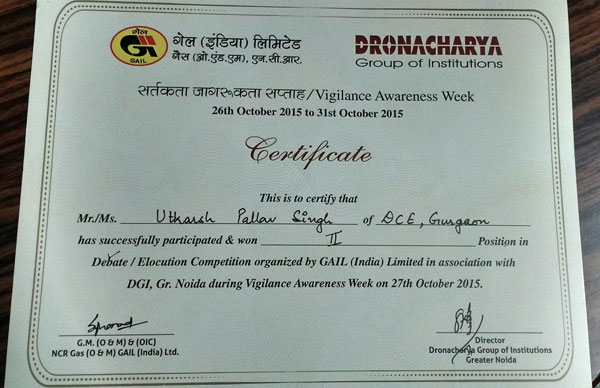 गेल
GAIL
गेल (इंडिया) लिमिटेड
गैस (ओ.एंड.एम), एन.सी.आर.
DRONACHARYA
Group of Institutions
सर्तकता जागरूकता सप्ताह/Vigilance Awareness Week
26th October 2015 to 31st October 2015
Certificate
This is to certify that
Mr./Ms. Utkarsh Pallav Singh of DCE, Gurgaon
has successfully participated & won II Position in
Debate / Elocution Competition organized by GAIL (India) Limited in association with
DGI, Gr. Noida during Vigilance Awareness Week on 27th October 2015.
G.M. (O & M) & (OIC)
NCR Gas (O & M) GAIL (India) Ltd.
Director
Dronacharya Group of Institutions
Greater Noida